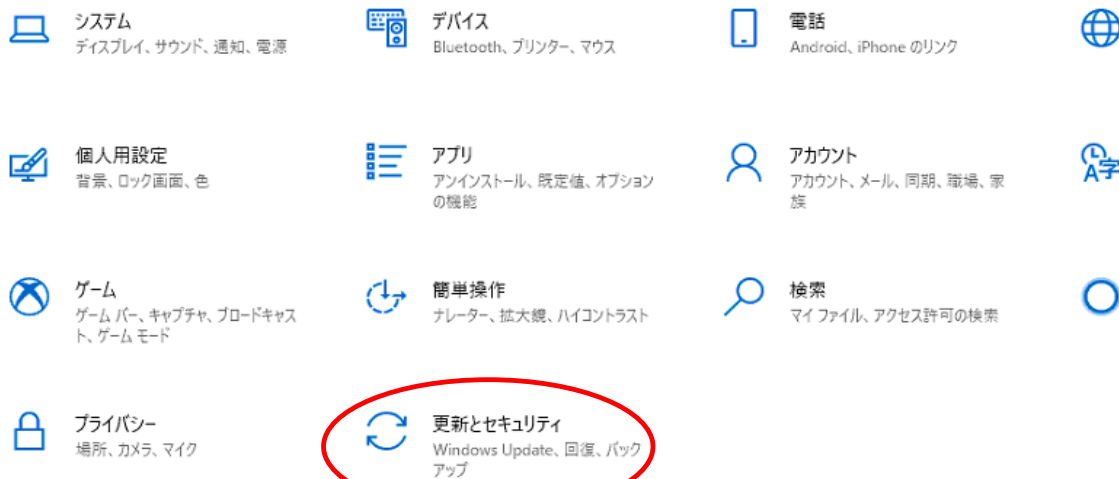 システム
ディスプレイ、サウンド、通知、電源
デバイス
Bluetooth、プリンター、マウス
電話
Android、iPhone のリンク
個人用設定
背景、ロック画面、色
アプリ
アンインストール、既定値、オプション
の機能
アカウント
アカウント、メール、同期、職場、家
族
A字
ゲーム
ゲーム バー、キャプチャ、ブロードキャス
ト、ゲーム モード
簡単操作
ナレーター、拡大鏡、ハイコントラスト
検索
マイ ファイル、アクセス許可の検索
プライバシー
場所、カメラ、マイク
更新とセキュリティ
Windows Update、回復、バック
アップ